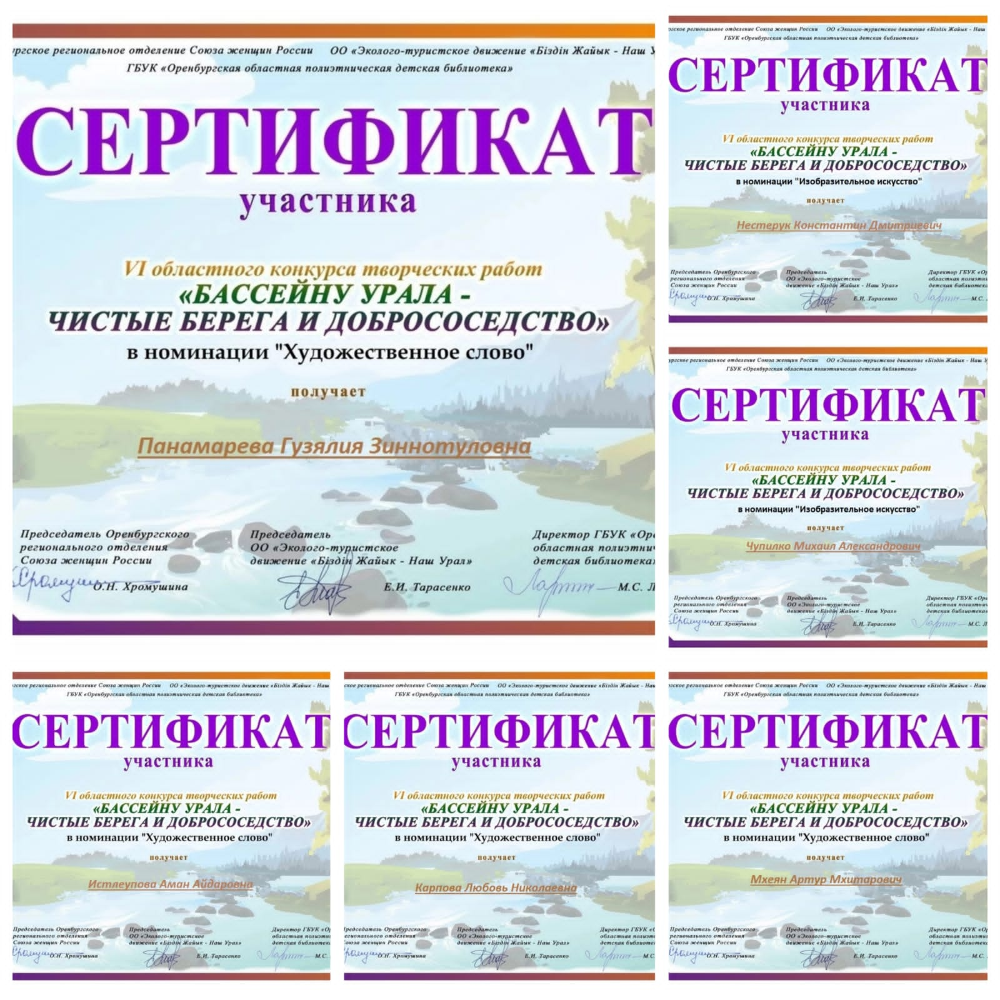 ургское региональное отделение Союза женщин России ОО «Эколого-туристское движение «Біздін Жайык - Наш У
ГБУК «Оренбургская областная полиэтническая детская библиотека»
СЕРТИФИКАТ
участника
VI областного конкурса творческих работ
«БАССЕЙНУ УРАЛА -
ЧИСТЫЕ БЕРЕГА И ДОБРОСОСЕДСТВО»
в номинации "Художественное слово"
получает
Панамарева Гузялия Зиннотуловна
Председатель Оренбургского
регионального отделения
Союза женщин России
О.Н. Хромушина
Председатель
ОО «Эколого-туристское
движение «Біздін Жайык - Наш Урал»
Е.И. Тарасенко
Директор ГБУК «Оре
областная полиэтнич
детская библиотека»
М.С. Л
ургское региональное отделение Союза женщин России ОО «Эколого-туристское движение «Біздін Жайык - Наш
ГБУК «Оренбургская областная полиэтническая детская библиотека»
СЕРТИФИКАТ
участника
VI областного конкурса творческих работ
«БАССЕЙНУ УРАЛА -
ЧИСТЫЕ БЕРЕГА И ДОБРОСОСЕДСТВО»
в номинации "Изобразительное искусство"
получает
Нестерук Константин Дмитриевич
Председатель Оренбургского
регионального отделения
Союза женщин России
О.Н. Хромушина
Председатель
ОО «Эколого-туристское
движение «Біздін Жайык - Наш Урал»
Е.И. Тарасенко
Директор ГБУК «Ор
областная полиэтн
детская библиотека
М.С.
ургское региональное отделение Союза женщин России ОО «Эколого-туристское движение «Біздін Жайык - Наш У
ГБУК «Оренбургская областная полиэтническая детская библиотека»
СЕРТИФИКАТ
участника
VI областного конкурса творческих работ
«БАССЕЙНУ УРАЛА -
ЧИСТЫЕ БЕРЕГА И ДОБРОСОСЕДСТВО»
в номинации "Изобразительное искусство"
получает
Чупилко Михаил Александрович
Председатель Оренбургского
регионального отделения
Союза женщин России
О.Н. Хромушина
Председатель
ОО «Эколого-туристское
движение «Біздін Жайык - Наш Урал»
Е.И. Тарасенко
Директор ГБУК «Оре
областная полиэтнич
детская библиотека»
М.С. Л
гское региональное отделение Союза женщин России ОО «Эколого-туристское движение «Біздін Жайык - Наш
ГБУК «Оренбургская областная полиэтническая детская библиотека»
СЕРТИФИКАТ
участника
VI областного конкурса творческих работ
«БАССЕЙНУ УРАЛА -
ЧИСТЫЕ БЕРЕГА И ДОБРОСОСЕДСТВО»
в номинации "Художественное слово"
получает
Истлеупова Аман Айдаровна
Председатель Оренбургского
регионального отделения
Союза женщин России
О.Н. Хромушина
Председатель
ОО «Эколого-туристское
движение «Біздін Жайык - Наш Урал»
Е.И. Тарасенко
Директор ГБУК «О
областная полиэтн
детская библиотек
М.С.
ское региональное отделение Союза женщин России ОО «Эколого-туристское движение «Біздін Жайык - Наш
ГБУК «Оренбургская областная полиэтническая детская библиотека»
СЕРТИФИКАТ
участника
VI областного конкурса творческих работ
«БАССЕЙНУ УРАЛА -
ЧИСТЫЕ БЕРЕГА И ДОБРОСОСЕДСТВО»
в номинации "Художественное слово"
получает
Карпова Любовь Николаевна
Председатель Оренбургского
регионального отделения
Союза женщин России
О.Н. Хромушина
Председатель
ОО «Эколого-туристское
движение «Біздін Жайык - Наш Урал»
Е.И. Тарасенко
Директор ГБУК «О
областная полиэт
детская библиотек
М.С.
гское региональное отделение Союза женщин России ОО «Эколого-туристское движение «Біздін Жайык - Наш
ГБУК «Оренбургская областная полиэтническая детская библиотека»
СЕРТИФИКАТ
участника
VI областного конкурса творческих работ
«БАССЕЙНУ УРАЛА -
ЧИСТЫЕ БЕРЕГА И ДОБРОСОСЕДСТВО»
в номинации "Художественное слово"
получает
Мхеян Артур Мхитарович
Председатель Оренбургского
регионального отделения
Союза женщин России
О.Н. Хромушина
Председатель
ОО «Эколого-туристское
движение «Біздін Жайык - Наш Урал»
Е.И. Тарасенко
Директор ГБУК «Ор
областная полиэтн
детская библиотека
М.С.